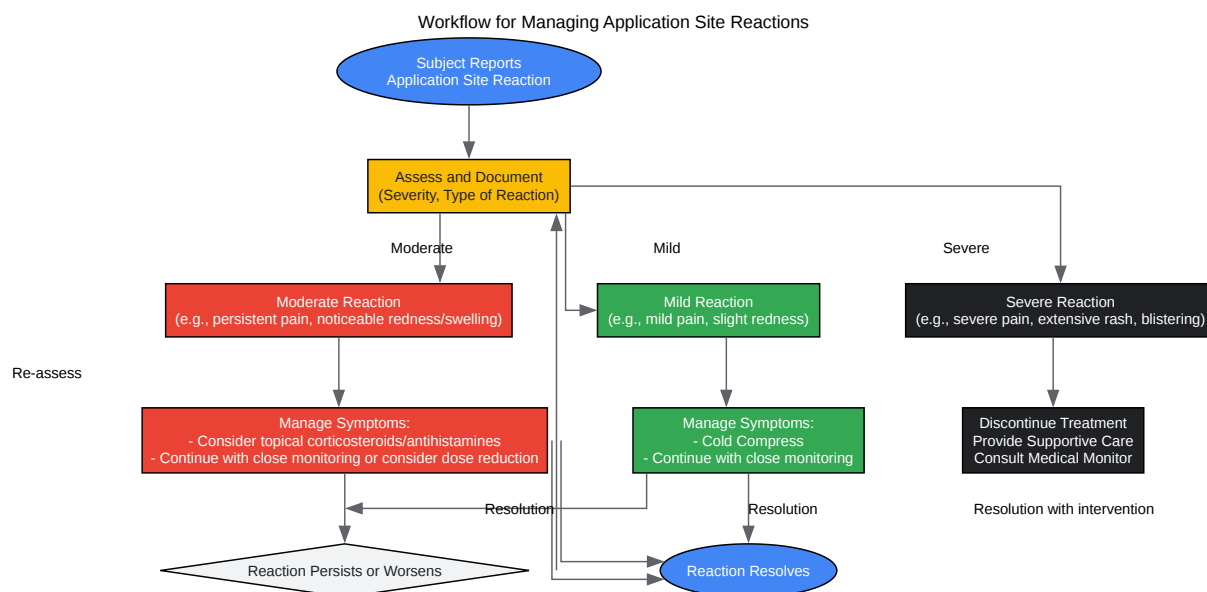 Workflow for Managing Application Site Reactions
Subject Reports
Application Site Reaction
Assess and Document
(Severity, Type of Reaction)
Moderate
Mild
Severe
Moderate Reaction
(e.g., persistent pain, noticeable redness/swelling)
Mild Reaction
(e.g., mild pain, slight redness)
Severe Reaction
(e.g., severe pain, extensive rash, blistering)
Re-assess
Manage Symptoms:
- Consider topical corticosteroids/antihistamines
- Continue with close monitoring or consider dose reduction
Manage Symptoms:
- Cold Compress
- Continue with close monitoring
Discontinue Treatment
Provide Supportive Care
Consult Medical Monitor
Resolution
Resolution
Resolution with intervention
Reaction Persists or Worsens
Reaction Resolves